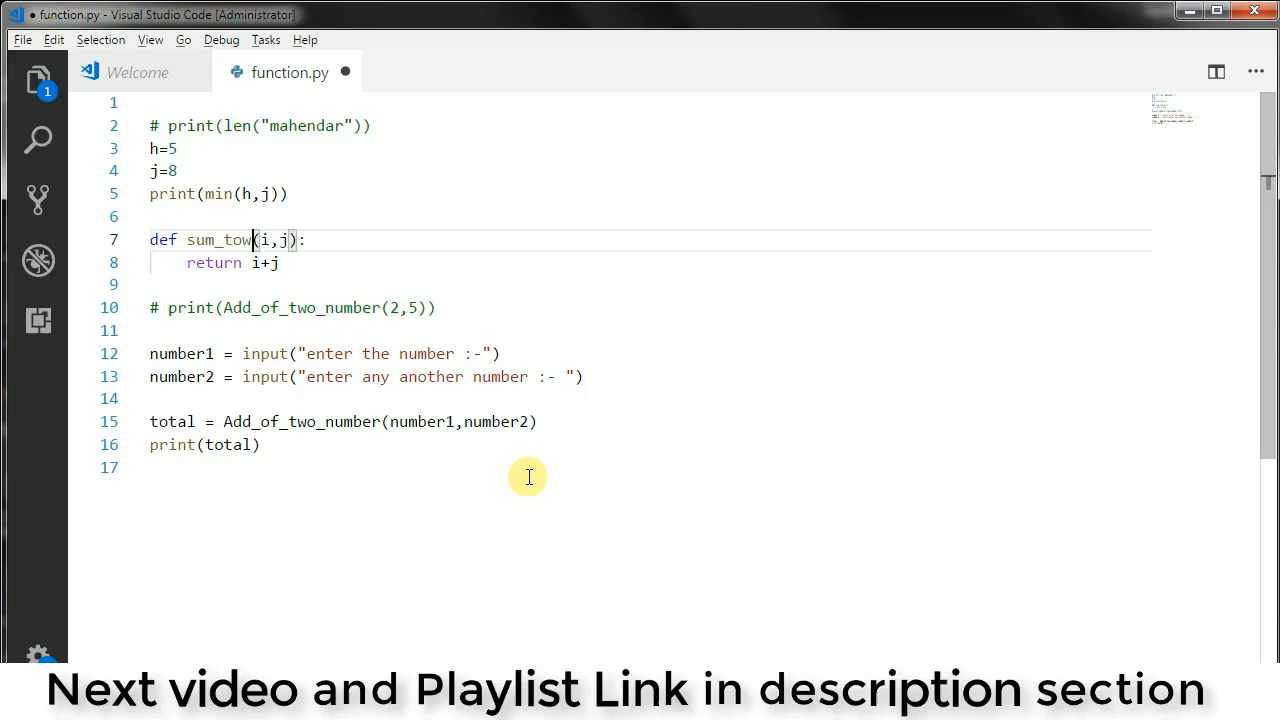 ● function.py - Visual Studio Code [Administrator]
File Edit Selection View Go Debug Tasks Help
Welcome function.py ●
1
1
2 # print(len("mahendar"))
3 h=5
4 j=8
5 print(min(h,j))
6
7 def sum_tow(i,j):
8     return i+j
9
10 # print(Add_of_two_number(2,5))
11
12 number1 = input("enter the number :-")
13 number2 = input("enter any another number :- ")
14
15 total = Add_of_two_number(number1,number2)
16 print(total)
17
Next video and Playlist Link in description section